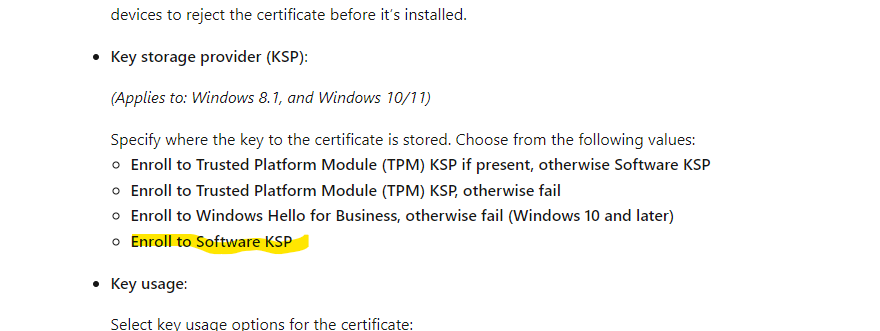 devices to reject the certificate before it's installed.
• Key storage provider (KSP):
(Applies to: Windows 8.1, and Windows 10/11)
Specify where the key to the certificate is stored. Choose from the following values:
○ Enroll to Trusted Platform Module (TPM) KSP if present, otherwise Software KSP
○ Enroll to Trusted Platform Module (TPM) KSP, otherwise fail
○ Enroll to Windows Hello for Business, otherwise fail (Windows 10 and later)
○ Enroll to Software KSP
• Key usage:
Select key usage options for the certificate: